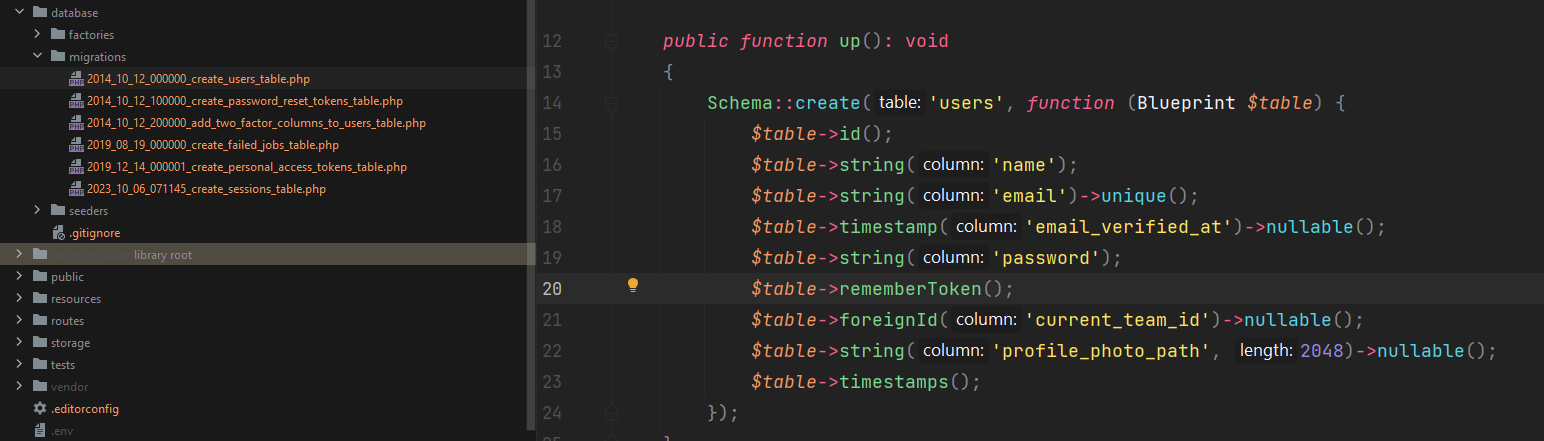 database
factories
migrations
2014_10_12_000000_create_users_table.php
2014_10_12_100000_create_password_reset_tokens_table.php
2014_10_12_200000_add_two_factor_columns_to_users_table.php
2019_08_19_000000_create_failed_jobs_table.php
2019_12_14_000001_create_personal_access_tokens_table.php
2023_10_06_071145_create_sessions_table.php
seeders
.gitignore
library root
public
resources
routes
storage
tests
vendor
.editorconfig
.env
12 public function up(): void
13 {
14 Schema::create( table: 'users', function (Blueprint $table) {
15 $table->id();
16 $table->string( column: 'name');
17 $table->string( column: 'email')->unique();
18 $table->timestamp( column: 'email_verified_at')->nullable();
19 $table->string( column: 'password');
20 $table->rememberToken();
21 $table->foreignId( column: 'current_team_id')->nullable();
22 $table->string( column: 'profile_photo_path', length: 2048)->nullable();
23 $table->timestamps();
24 });